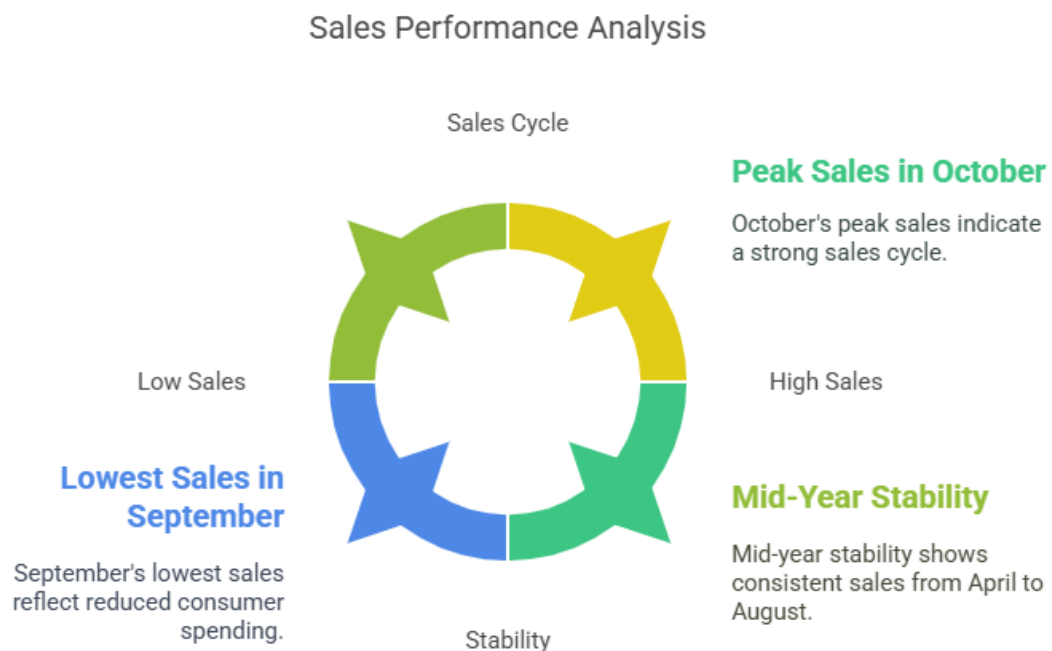 Sales Performance Analysis
Sales Cycle
Peak Sales in October
October's peak sales indicate
a strong sales cycle.
Low Sales
High Sales
Lowest Sales in
September
September's lowest sales
reflect reduced consumer
spending.
Mid-Year Stability
Mid-year stability shows
consistent sales from April to
August.
Stability